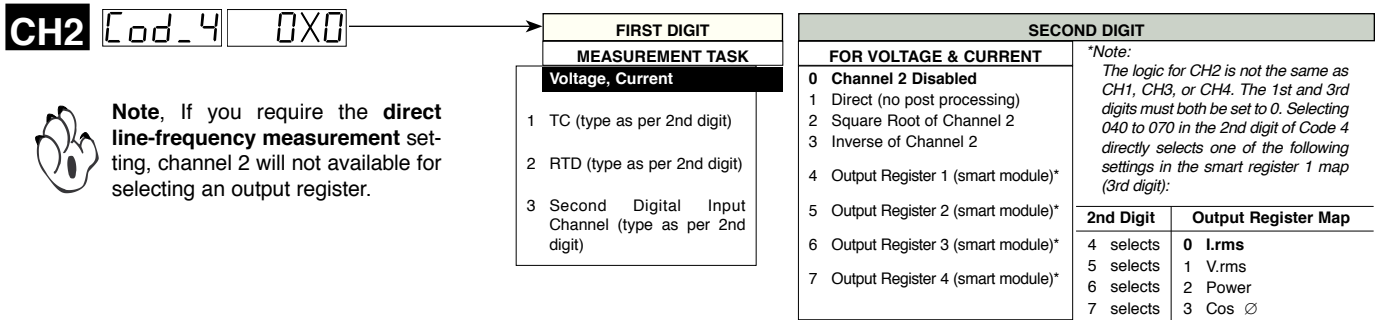 CH2 Cod_4 0X0
Note, If you require the direct
line-frequency measurement set-
ting, channel 2 will not available for
selecting an output register.
FIRST DIGIT
MEASUREMENT TASK
Voltage, Current
1 TC (type as per 2nd digit)
2 RTD (type as per 2nd digit)
3 Second Digital Input
Channel (type as per 2nd
digit)
SECOND DIGIT
FOR VOLTAGE & CURRENT
0 Channel 2 Disabled
1 Direct (no post processing)
2 Square Root of Channel 2
3 Inverse of Channel 2
4 Output Register 1 (smart module)*
5 Output Register 2 (smart module)*
6 Output Register 3 (smart module)*
7 Output Register 4 (smart module)*
*Note:
The logic for CH2 is not the same as
CH1, CH3, or CH4. The 1st and 3rd
digits must both be set to 0. Selecting
040 to 070 in the 2nd digit of Code 4
directly selects one of the following
settings in the smart register 1 map
(3rd digit):
2nd Digit Output Register Map
4 selects 0 I.rms
5 selects 1 V.rms
6 selects 2 Power
7 selects 3 Cos ∅